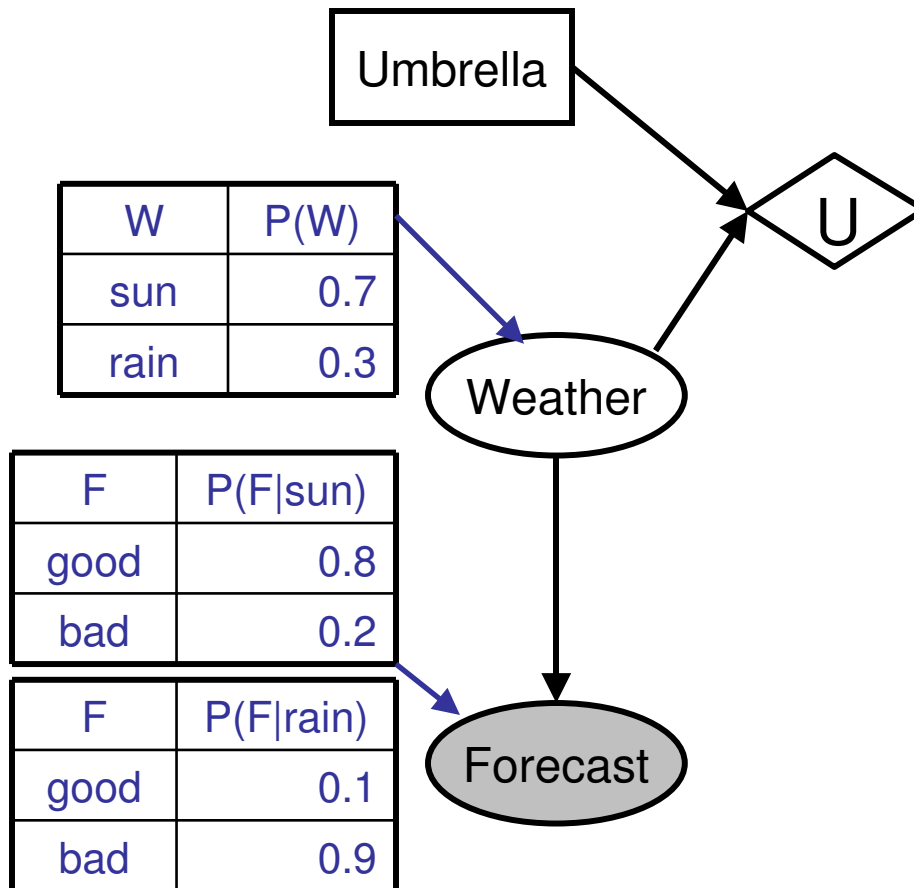 Umbrella
U
W P(W)
sun 0.7
rain 0.3
Weather
F P(F|sun)
good 0.8
bad 0.2
F P(F|rain)
good 0.1
bad 0.9
Forecast